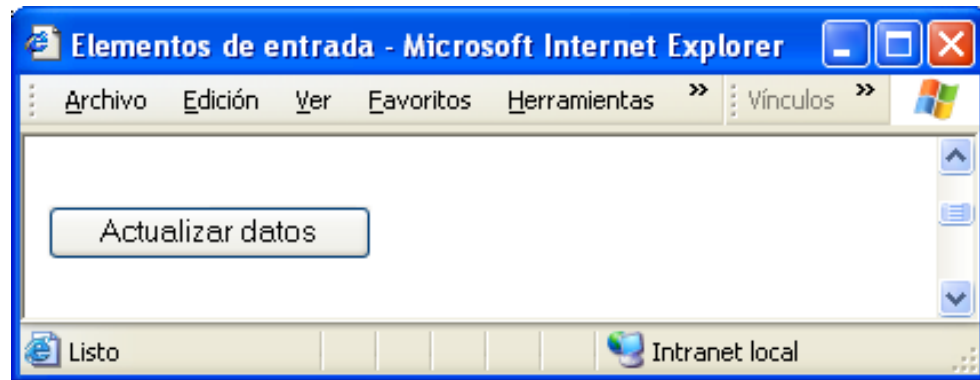 Elementos de entrada - Microsoft Internet Explorer
Archivo Edición Ver Favoritos Herramientas » Vínculos »
Actualizar datos
Listo Intranet local